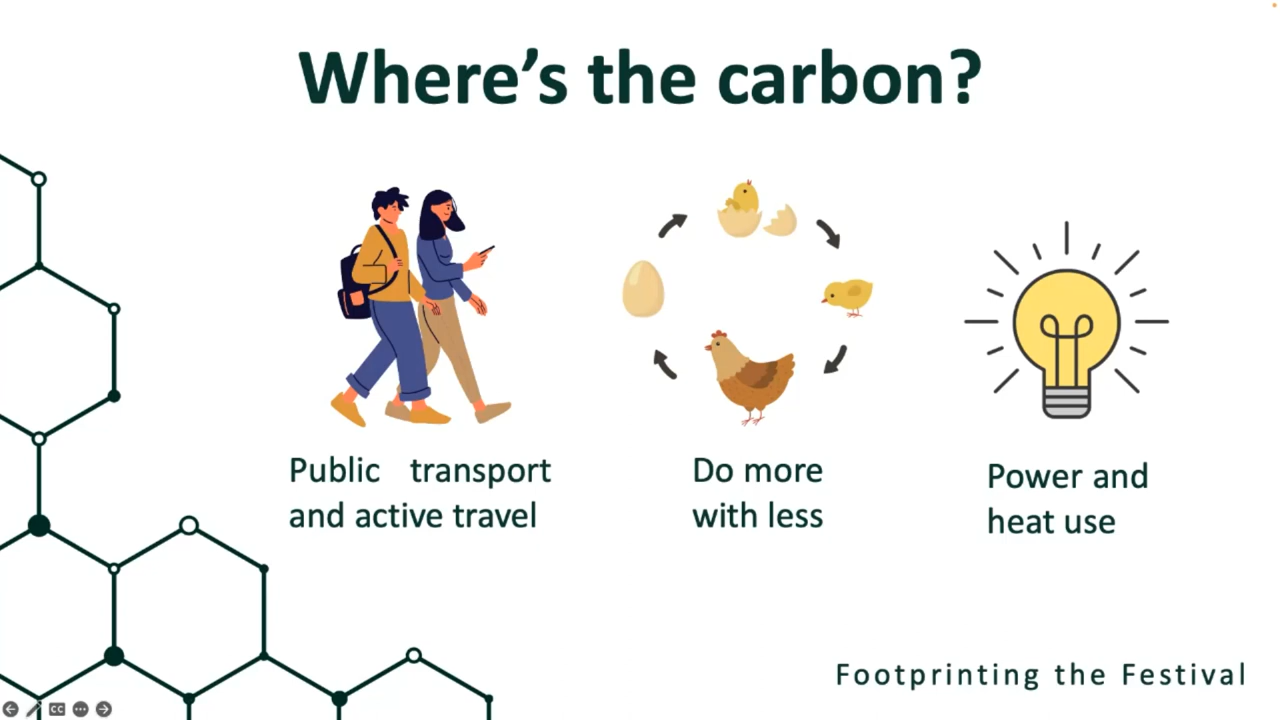 Where’s the carbon?
Public transport
and active travel
Do more
with less
Power and
heat use
Footprinting the Festival
CC